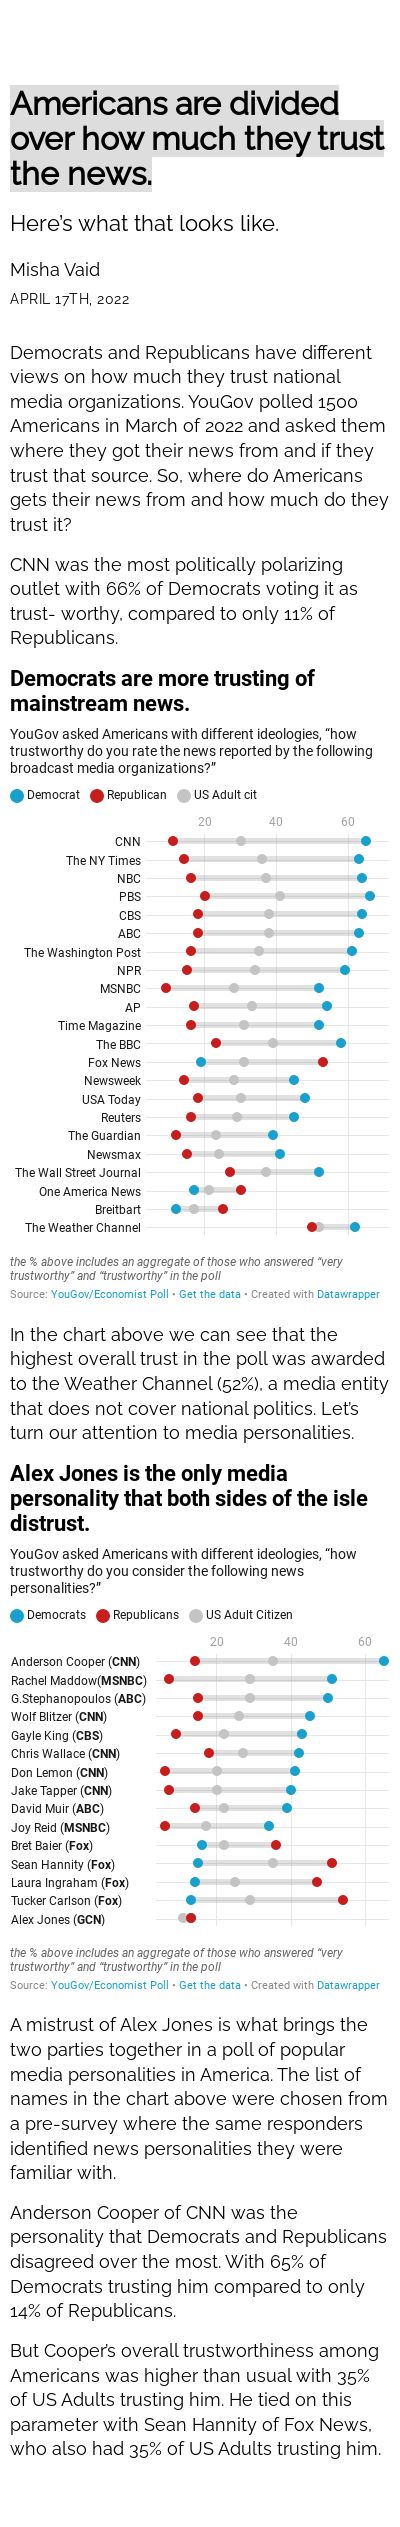 Americans are divided
over how much they trust
the news.
Here’s what that looks like.
Misha Vaid
APRIL 17TH, 2022
Democrats and Republicans have different
views on how much they trust national
media organizations. YouGov polled 1500
Americans in March of 2022 and asked them
where they got their news from and if they
trust that source. So, where do Americans
gets their news from and how much do they
trust it?
CNN was the most politically polarizing
outlet with 66% of Democrats voting it as
trust- worthy, compared to only 11% of
Republicans.
Democrats are more trusting of
mainstream news.
YouGov asked Americans with different ideologies, “how
trustworthy do you rate the news reported by the following
broadcast media organizations?”
Democrat Republican US Adult cit
20 40 60
CNN
The NY Times
NBC
PBS
CBS
ABC
The Washington Post
NPR
MSNBC
AP
Time Magazine
The BBC
Fox News
Newsweek
USA Today
Reuters
The Guardian
Newsmax
The Wall Street Journal
One America News
Breitbart
The Weather Channel
the % above includes an aggregate of those who answered “very
trustworthy” and “trustworthy” in the poll
Source: YouGov/Economist Poll • Get the data • Created with Datawrapper
In the chart above we can see that the
highest overall trust in the poll was awarded
to the Weather Channel (52%), a media entity
that does not cover national politics. Let’s
turn our attention to media personalities.
Alex Jones is the only media
personality that both sides of the isle
distrust.
YouGov asked Americans with different ideologies, “how
trustworthy do you consider the following news
personalities?”
Democrats Republicans US Adult Citizen
20 40 60
Anderson Cooper (CNN)
Rachel Maddow(MSNBC)
G.Stephanopoulos (ABC)
Wolf Blitzer (CNN)
Gayle King (CBS)
Chris Wallace (CNN)
Don Lemon (CNN)
Jake Tapper (CNN)
David Muir (ABC)
Joy Reid (MSNBC)
Bret Baier (Fox)
Sean Hannity (Fox)
Laura Ingraham (Fox)
Tucker Carlson (Fox)
Alex Jones (GCN)
the % above includes an aggregate of those who answered “very
trustworthy” and “trustworthy” in the poll
Source: YouGov/Economist Poll • Get the data • Created with Datawrapper
A mistrust of Alex Jones is what brings the
two parties together in a poll of popular
media personalities in America. The list of
names in the chart above were chosen from
a pre-survey where the same responders
identified news personalities they were
familiar with.
Anderson Cooper of CNN was the
personality that Democrats and Republicans
disagreed over the most. With 65% of
Democrats trusting him compared to only
14% of Republicans.
But Cooper’s overall trustworthiness among
Americans was higher than usual with 35%
of US Adults trusting him. He tied on this
parameter with Sean Hannity of Fox News,
who also had 35% of US Adults trusting him.